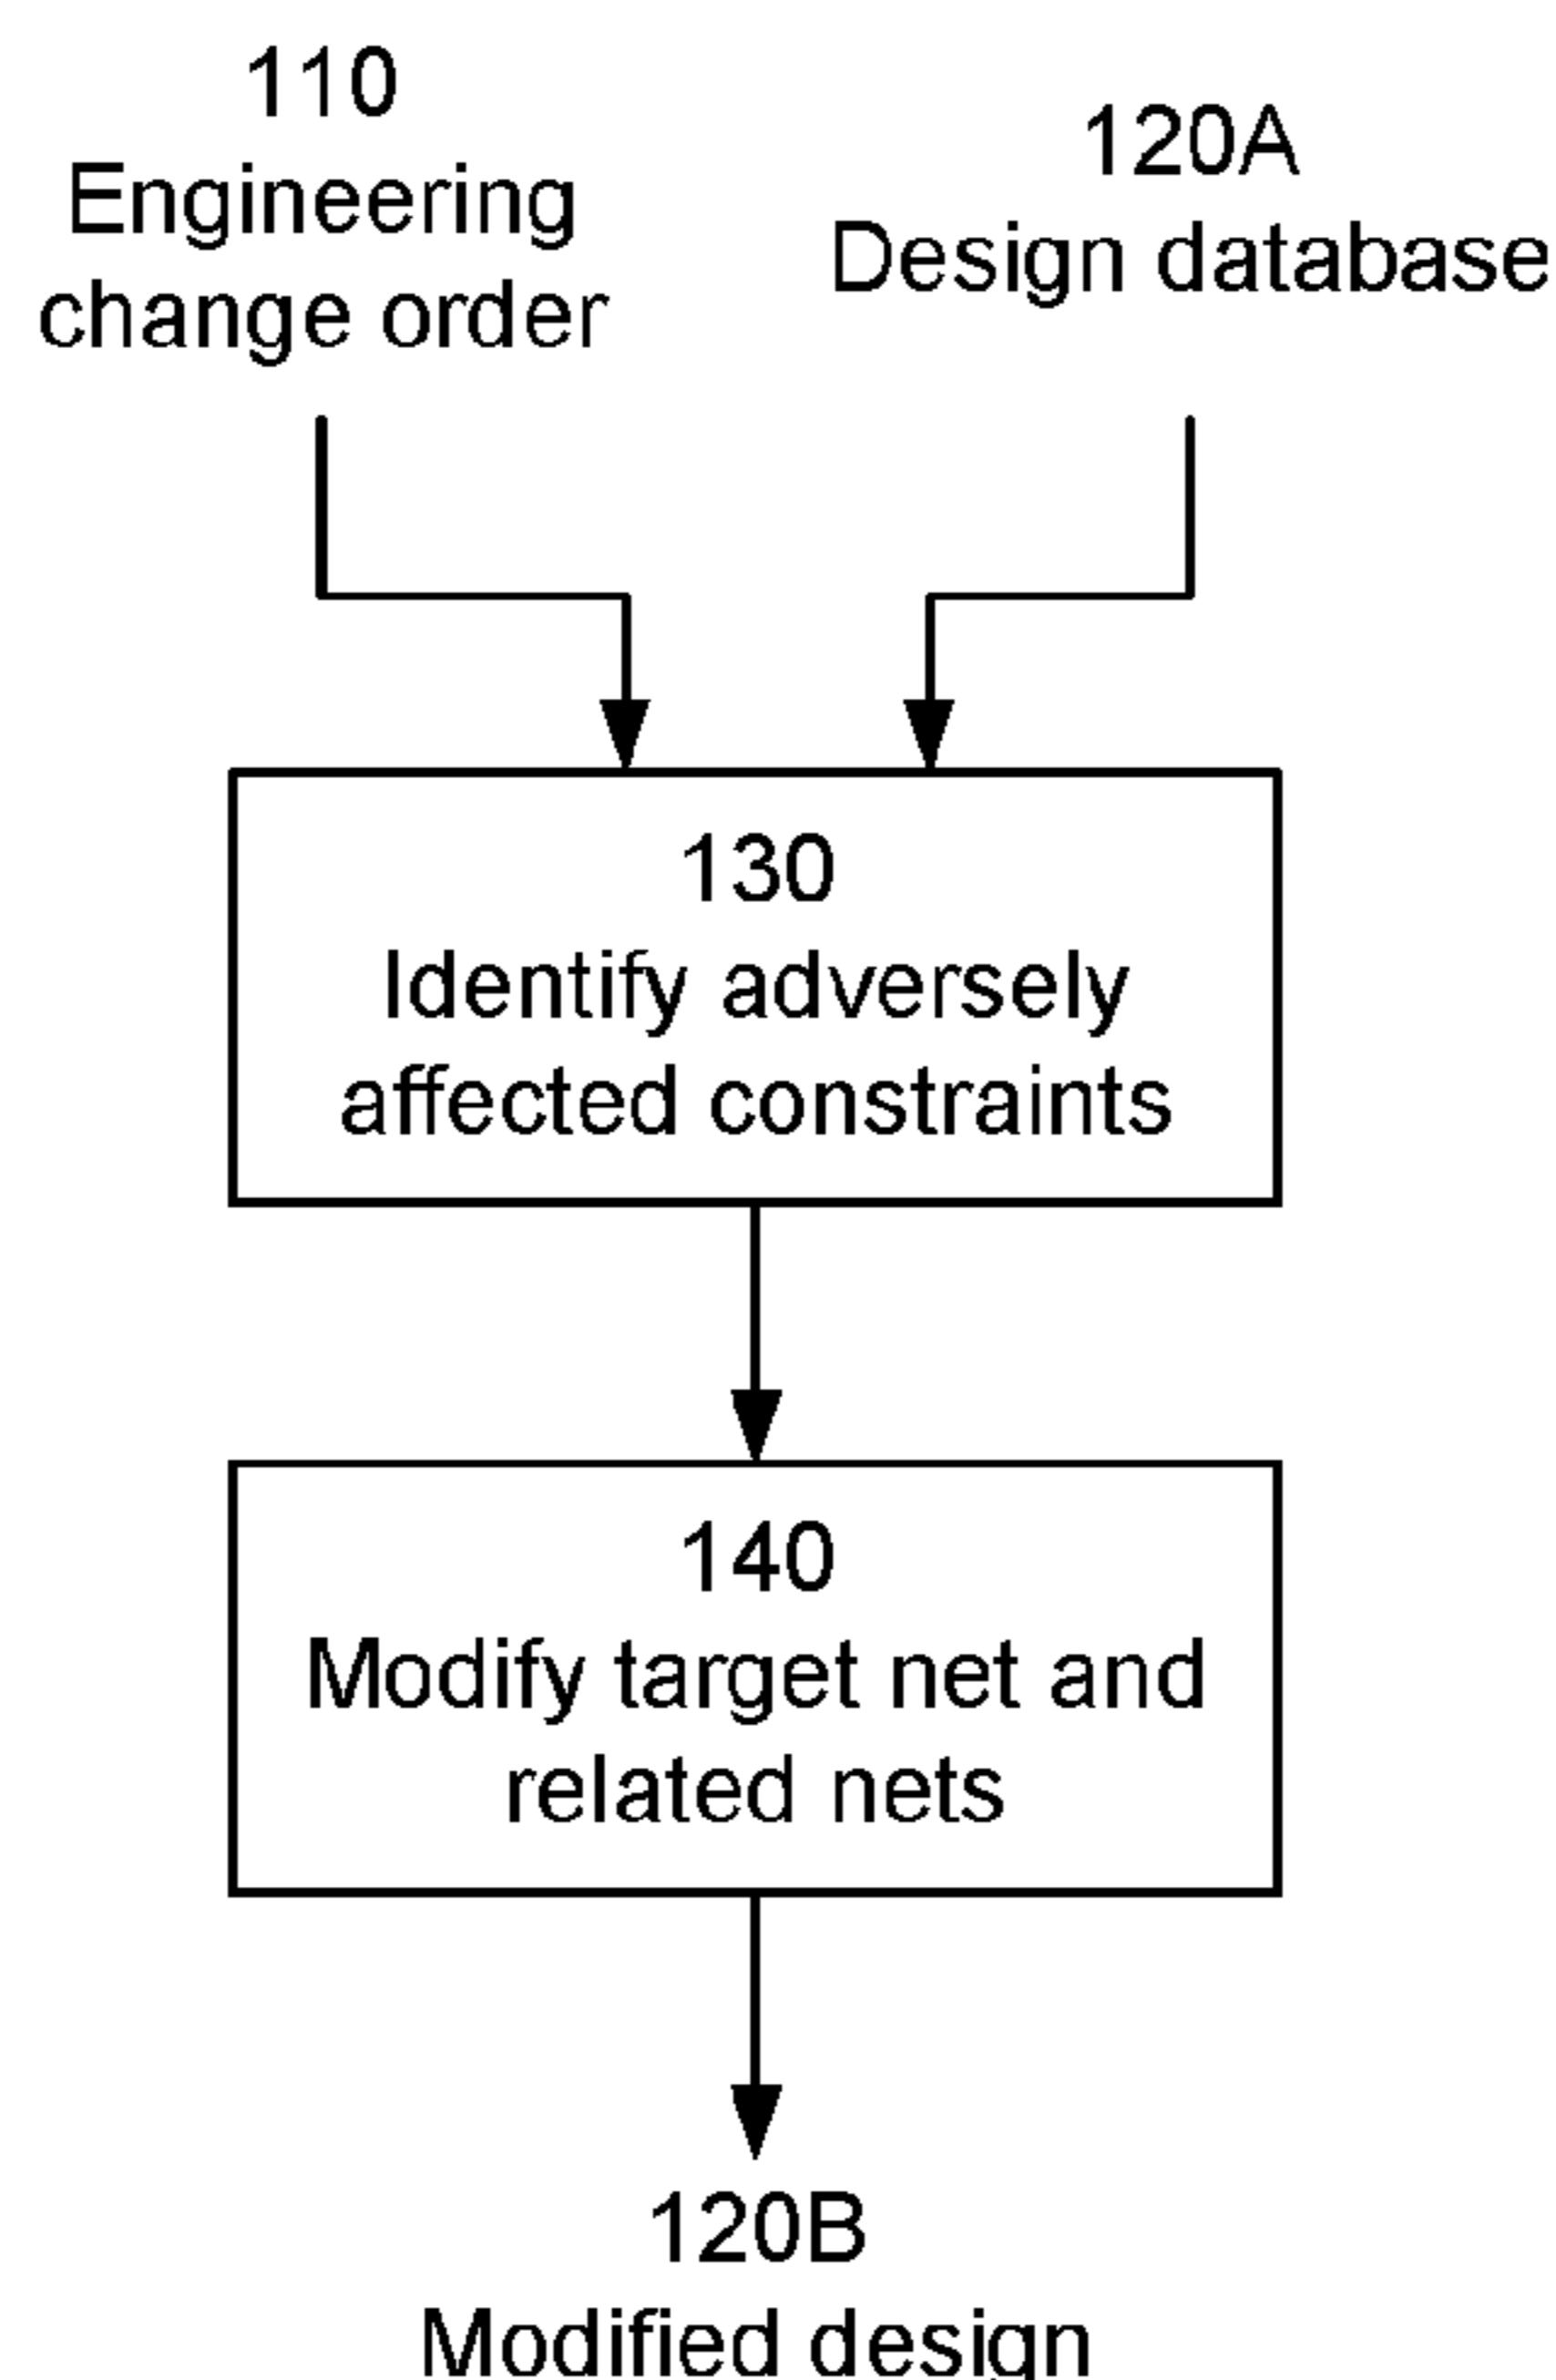 110
Engineering
change order
120A
Design database
130
Identify adversely
affected constraints
140
Modify target net and
related nets
120B
Modified design